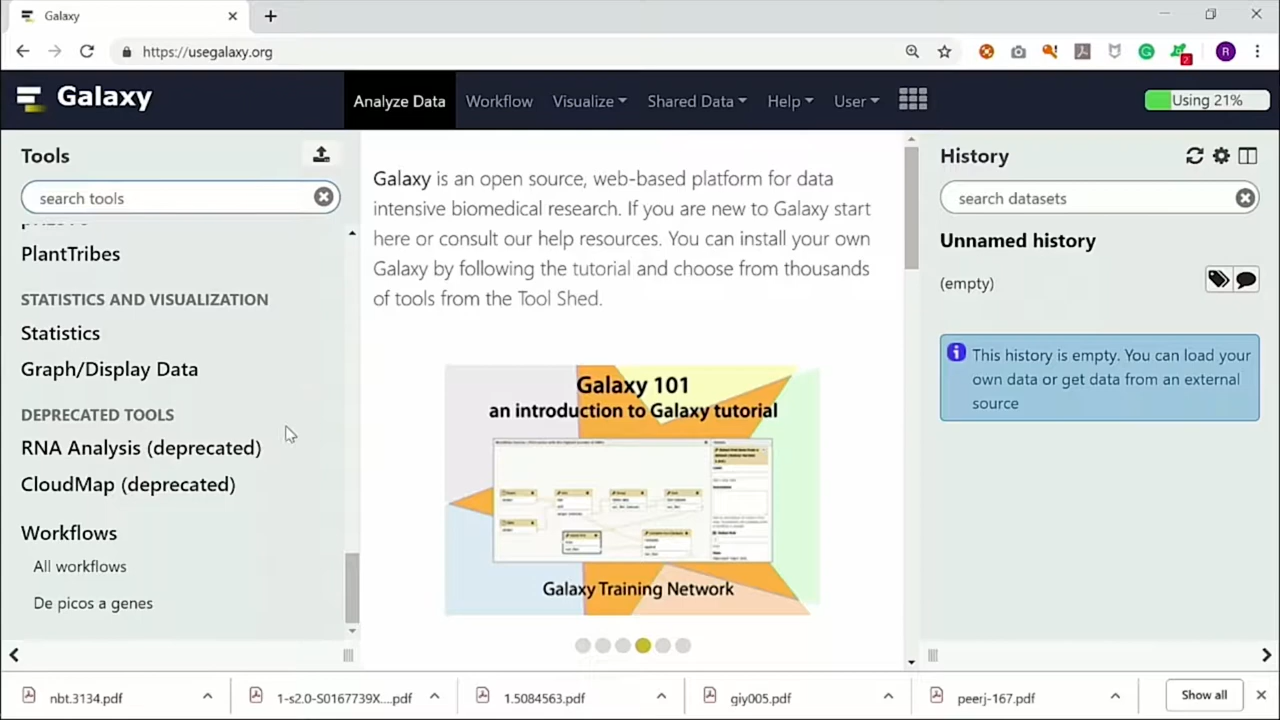 Galaxy
https://usegalaxy.org
R
2
Galaxy
Analyze Data
Workflow
Visualize
Shared Data
Help
User
Using 21%
Tools
search tools
PlantTribes
STATISTICS AND VISUALIZATION
Statistics
Graph/Display Data
DEPRECATED TOOLS
RNA Analysis (deprecated)
CloudMap (deprecated)
Workflows
All workflows
De picos a genes
Galaxy is an open source, web-based platform for data
intensive biomedical research. If you are new to Galaxy start
here or consult our help resources. You can install your own
Galaxy by following the tutorial and choose from thousands
of tools from the Tool Shed.
Galaxy 101
an introduction to Galaxy tutorial
Galaxy Training Network
History
search datasets
Unnamed history
(empty)
This history is empty. You can load your
own data or get data from an external
source
nbt.3134.pdf
1-s2.0-S0167739X....pdf
1.5084563.pdf
giy005.pdf
peerj-167.pdf
Show all